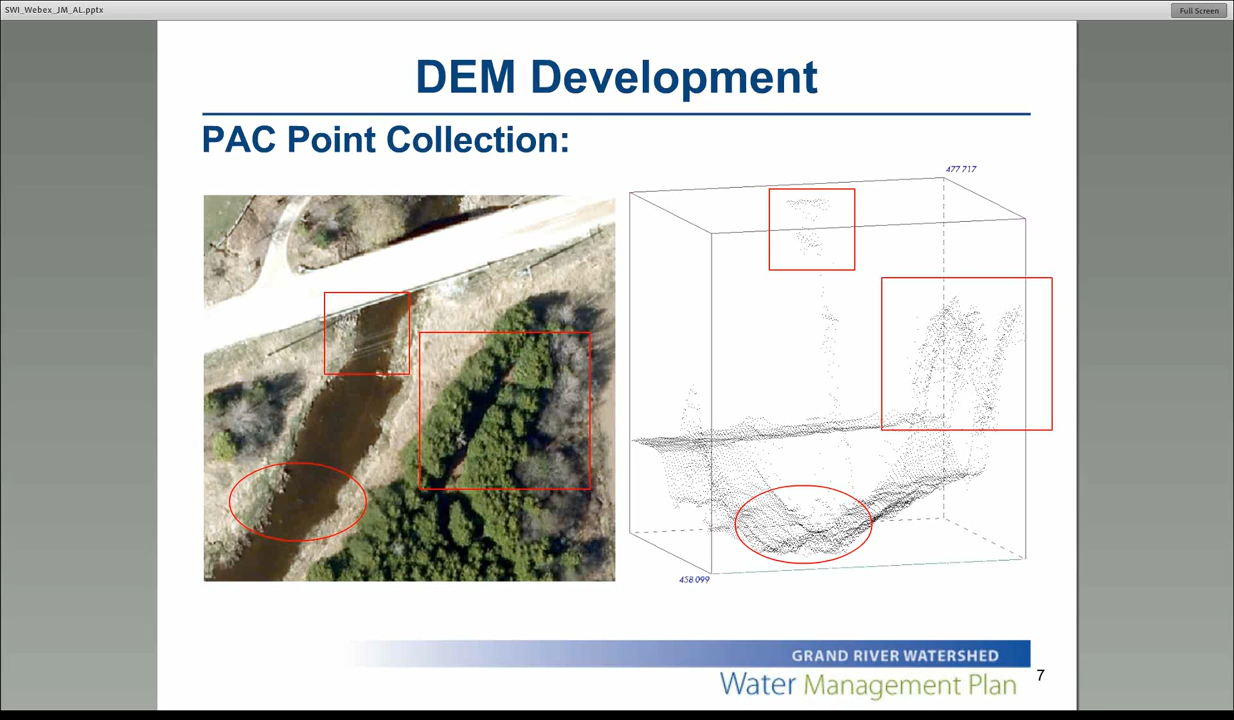 SWI_Webex_JM_AL.pptx
Full Screen
DEM Development
PAC Point Collection:
477.717
458.099
GRAND RIVER WATERSHED
Water Management Plan
7